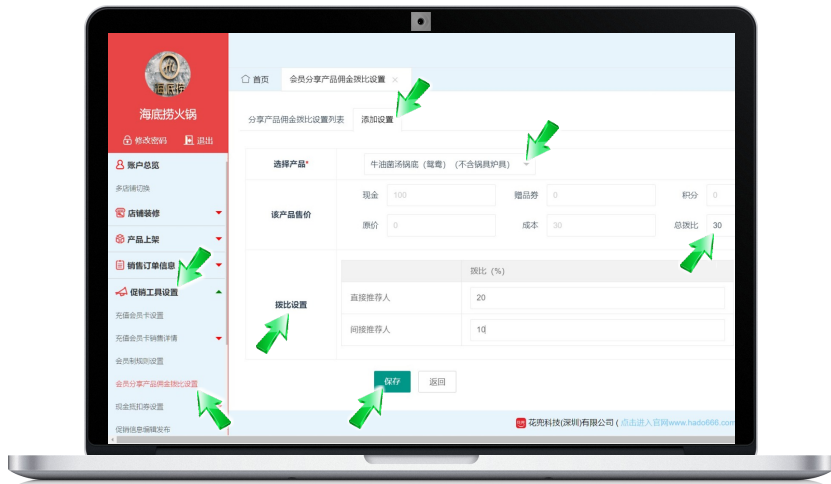 海底捞
海底捞火锅
修改密码 退出
账户总览
多店铺切换
店铺装修
产品上架
销售订单信息
促销工具设置
充值会员卡设置
充值会员卡销售详情
会员制规则设置
会员分享产品佣金拨比设置
现金抵扣券设置
促销信息编辑发布
首页 会员分享产品佣金拨比设置 ×
分享产品佣金拨比设置列表 添加设置
选择产品* 牛油菌汤锅底（鸳鸯）（不含锅具炉具）
该产品售价
现金 100 赠品券 0 积分 0
原价 0 成本 30 总拨比 30
拨比设置
拨比（%）
直接推荐人 20
间接推荐人 10
保存 返回
花兜科技(深圳)有限公司 ( 点击进入官网www.hado666.com